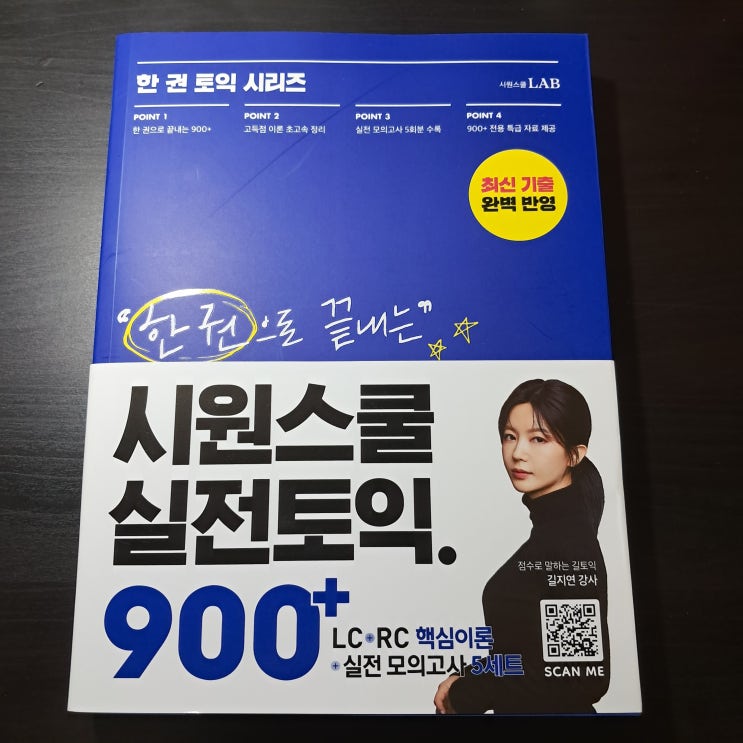 한 권 토익 시리즈
시원스쿨 LAB
POINT 1
한 권으로 끝내는 900+
POINT 2
고득점 이론 초고속 정리
POINT 3
실전 모의고사 5회분 수록
POINT 4
900+ 전용 특급 자료 제공
최신 기출
완벽 반영
“한 권으로 끝내는”
시원스쿨
실전토익.
900+
LC+RC 핵심이론
+실전 모의고사 5세트
점수로 말하는 길토익
길지연 강사
SCAN ME